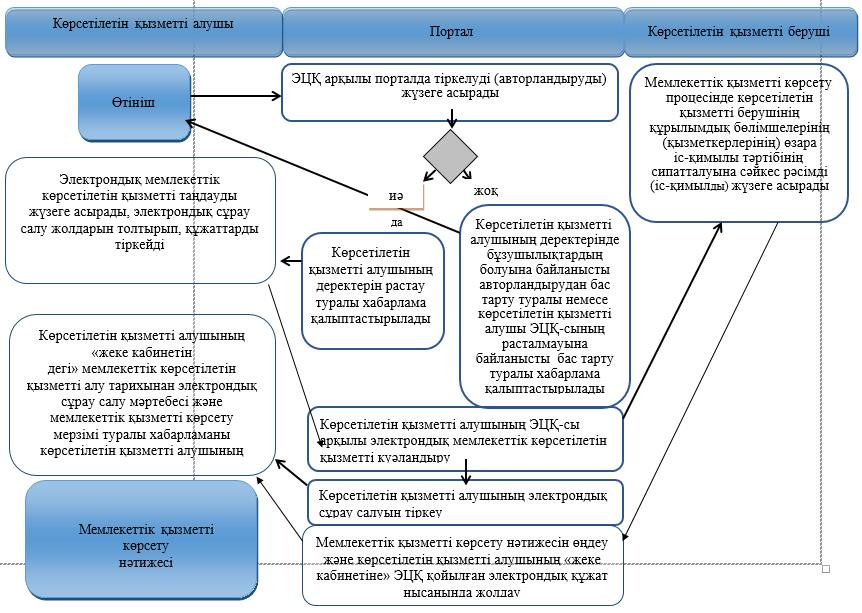 Көрсетілетін қызметті алушы
Портал
Көрсетілетін қызметті беруші
Өтініш
ЭЦҚ арқылы порталда тіркелуді (авторландыруды)
жүзеге асырады
Мемлекеттік қызметті көрсету
процесінде көрсетілетін
қызметті берушінің
құрылымдық бөлімшелерінің
(қызметкерлерінің) өзара
іс-қимылы тәртібінің
сипатталуына сәйкес рәсімді
(іс-қимылды) жүзеге асырады
иә
да
жоқ
Электрондық мемлекеттік
көрсетілетін қызметті таңдауды
жүзеге асырады, электрондық сұрау
салу жолдарын толтырып, құжаттарды
тіркейді
Көрсетілетін
қызметті алушының
деректерін растау
туралы хабарлама
қалыптастырылады
Көрсетілетін қызметті
алушының деректерінде
бұзушылықтардың
болуына байланысты
авторландырудан бас
тарту туралы немесе
көрсетілетін қызметті
алушы ЭЦҚ-сының
расталмауына
байланысты бас тарту
туралы хабарлама
қалыптастырылады
Көрсетілетін қызметті алушының
«жеке кабинетін
дегі» мемлекеттік көрсетілетін
қызметті алу тарихынан электрондық
сұрау салу мәртебесі және
мемлекеттік қызметті көрсету
мерзімі туралы хабарламаны
көрсетілетін қызметті алушының
Көрсетілетін қызметті алушының ЭЦҚ-сы
арқылы электрондық мемлекеттік көрсетілетін
қызметті куәландыру
Көрсетілетін қызметті алушының электрондық
сұрау салуын тіркеу
Мемлекеттік қызметті
көрсету
нәтижесі
Мемлекеттік қызметті көрсету нәтижесін өңдеу
және көрсетілетін қызметті алушының «жеке
кабинетіне» ЭЦҚ қойылған электрондық құжат
нысанында жолдау